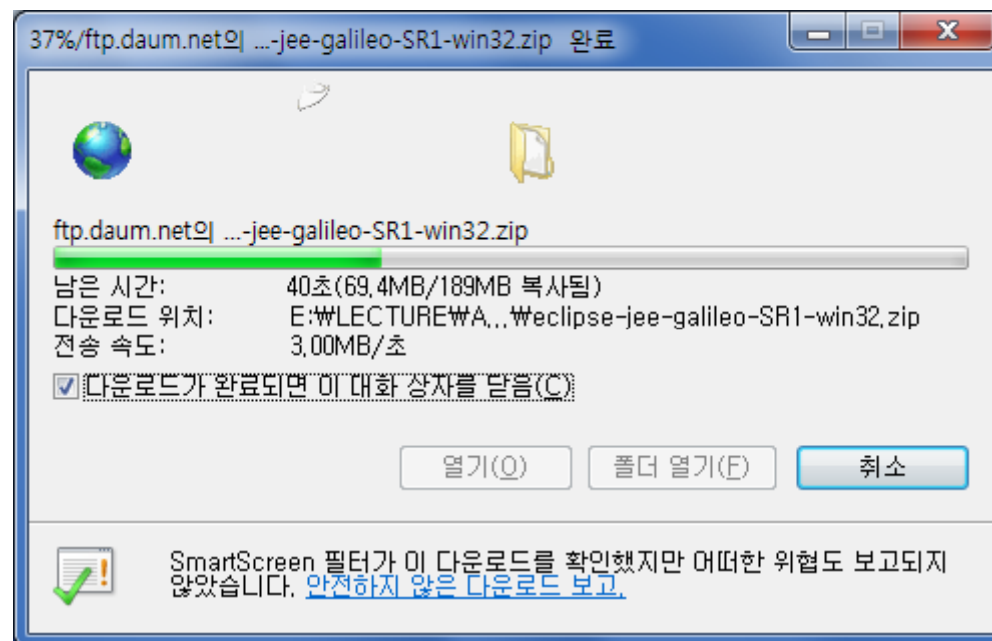 37%/ftp.daum.net의 ...-jee-galileo-SR1-win32.zip 완료
ftp.daum.net의 ...-jee-galileo-SR1-win32.zip
남은 시간: 40초(69.4MB/189MB 복사됨)
다운로드 위치: E:₩LECTURE₩A...₩eclipse-jee-galileo-SR1-win32.zip
전송 속도: 3.00MB/초
다운로드가 완료되면 이 대화 상자를 닫음(C)
열기(O) 폴더 열기(F) 취소
SmartScreen 필터가 이 다운로드를 확인했지만 어떠한 위협도 보고되지
않았습니다. 안전하지 않은 다운로드 보고.